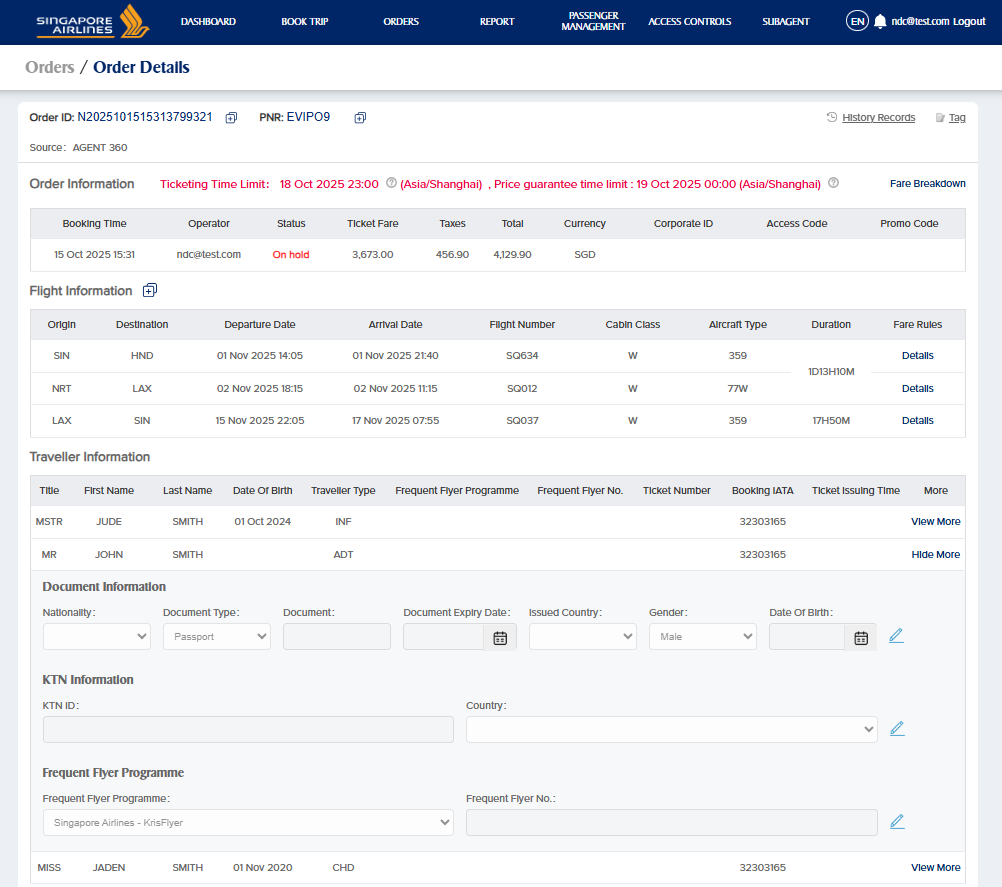 SINGAPORE AIRLINES
DASHBOARD BOOK TRIP ORDERS REPORT PASSENGER MANAGEMENT ACCESS CONTROLS SUBAGENT EN ndc@test.com Logout
Orders / Order Details
Order ID: N2025101515313799321 PNR: EVIPO9 History Records Tag
Source: AGENT 360
Order Information Ticketing Time Limit: 18 Oct 2025 23:00 (Asia/Shanghai) , Price guarantee time limit : 19 Oct 2025 00:00 (Asia/Shanghai) Fare Breakdown
Booking Time Operator Status Ticket Fare Taxes Total Currency Corporate ID Access Code Promo Code
15 Oct 2025 15:31 ndc@test.com On hold 3,673.00 456.90 4,129.90 SGD
Flight Information
Origin Destination Departure Date Arrival Date Flight Number Cabin Class Aircraft Type Duration Fare Rules
SIN HND 01 Nov 2025 14:05 01 Nov 2025 21:40 SQ634 W 359 Details
1D13H10M
NRT LAX 02 Nov 2025 18:15 02 Nov 2025 11:15 SQ012 W 77W Details
LAX SIN 15 Nov 2025 22:05 17 Nov 2025 07:55 SQ037 W 359 17H50M Details
Traveller Information
Title First Name Last Name Date Of Birth Traveller Type Frequent Flyer Programme Frequent Flyer No. Ticket Number Booking IATA Ticket Issuing Time More
MSTR JUDE SMITH 01 Oct 2024 INF 32303165 View More
MR JOHN SMITH ADT 32303165 Hide More
Document Information
Nationality: Document Type: Document: Document Expiry Date: Issued Country: Gender: Date Of Birth:
Passport Male
KTN Information
KTN ID: Country:
Frequent Flyer Programme
Frequent Flyer Programme: Frequent Flyer No.:
Singapore Airlines - KrisFlyer
MISS JADEN SMITH 01 Nov 2020 CHD 32303165 View More